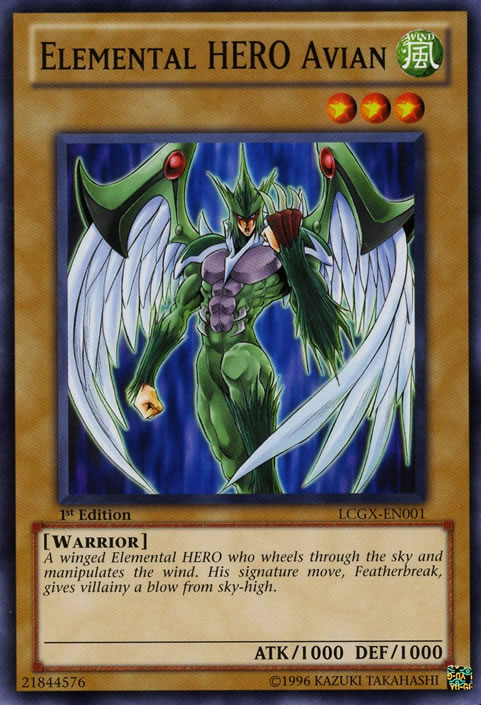 ELEMENTAL HERO AVIAN
WIND
風
1st Edition
LCGX-EN001
[WARRIOR]
A winged Elemental HERO who wheels through the sky and
manipulates the wind. His signature move, Featherbreak,
gives villainy a blow from sky-high.
ATK/1000 DEF/1000
21844576
©1996 KAZUKI TAKAHASHI